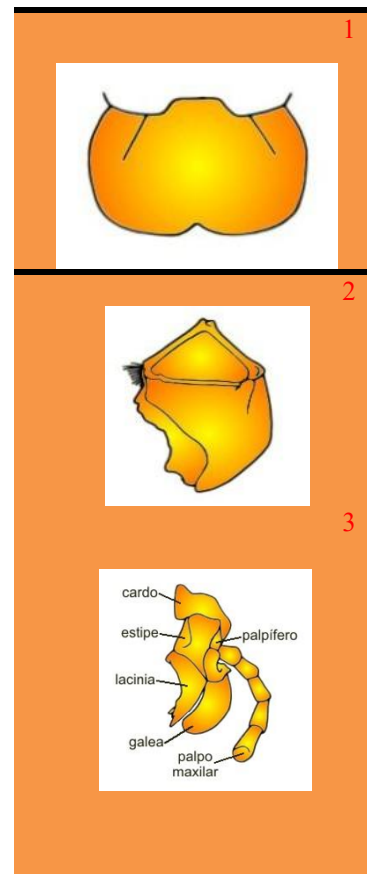 1
2
3
cardo
estipe
palpífero
lacinia
galea
palpo
maxilar